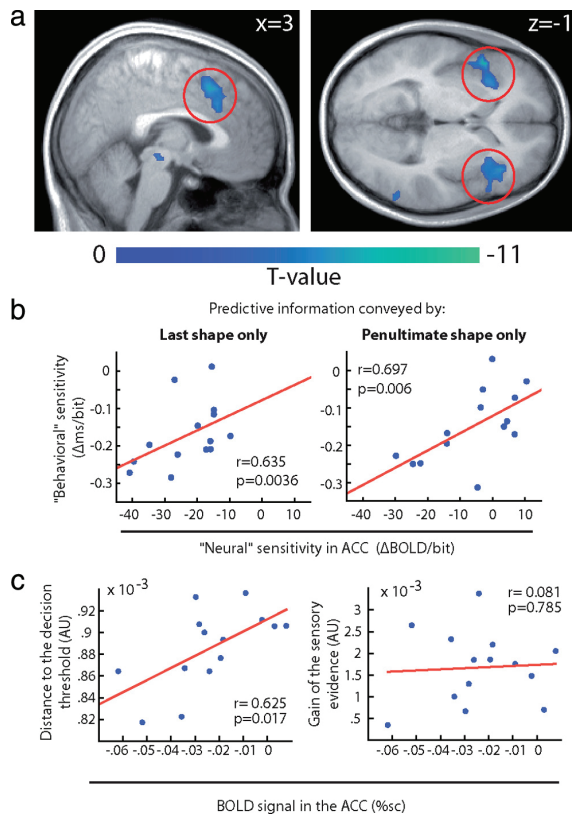 a
x=3
z=-1
0
-11
T-value
b
Predictive information conveyed by:
Last shape only
Penultimate shape only
"Behavioral" sensitivity
(Δms/bit)
0
-0.1
-0.2
-0.3
r=0.635
p=0.0036
-40 -30 -20 -10 0 10
0
-0.1
-0.2
-0.3
r=0.697
p=0.006
-40 -30 -20 -10 0 10
"Neural" sensitivity in ACC (ΔBOLD/bit)
c
Distance to the decision
threshold (AU)
x 10⁻³
.92
.9
.88
.86
.84
.82
r=0.625
p=0.017
-.06 -.05 -.04 -.03 -.02 -.01 0
Gain of the sensory
evidence (AU)
x 10⁻³
3
2.5
2
1.5
1
.5
r= 0.081
p=0.785
-.06 -.05 -.04 -.03 -.02 -.01 0
BOLD signal in the ACC (%sc)